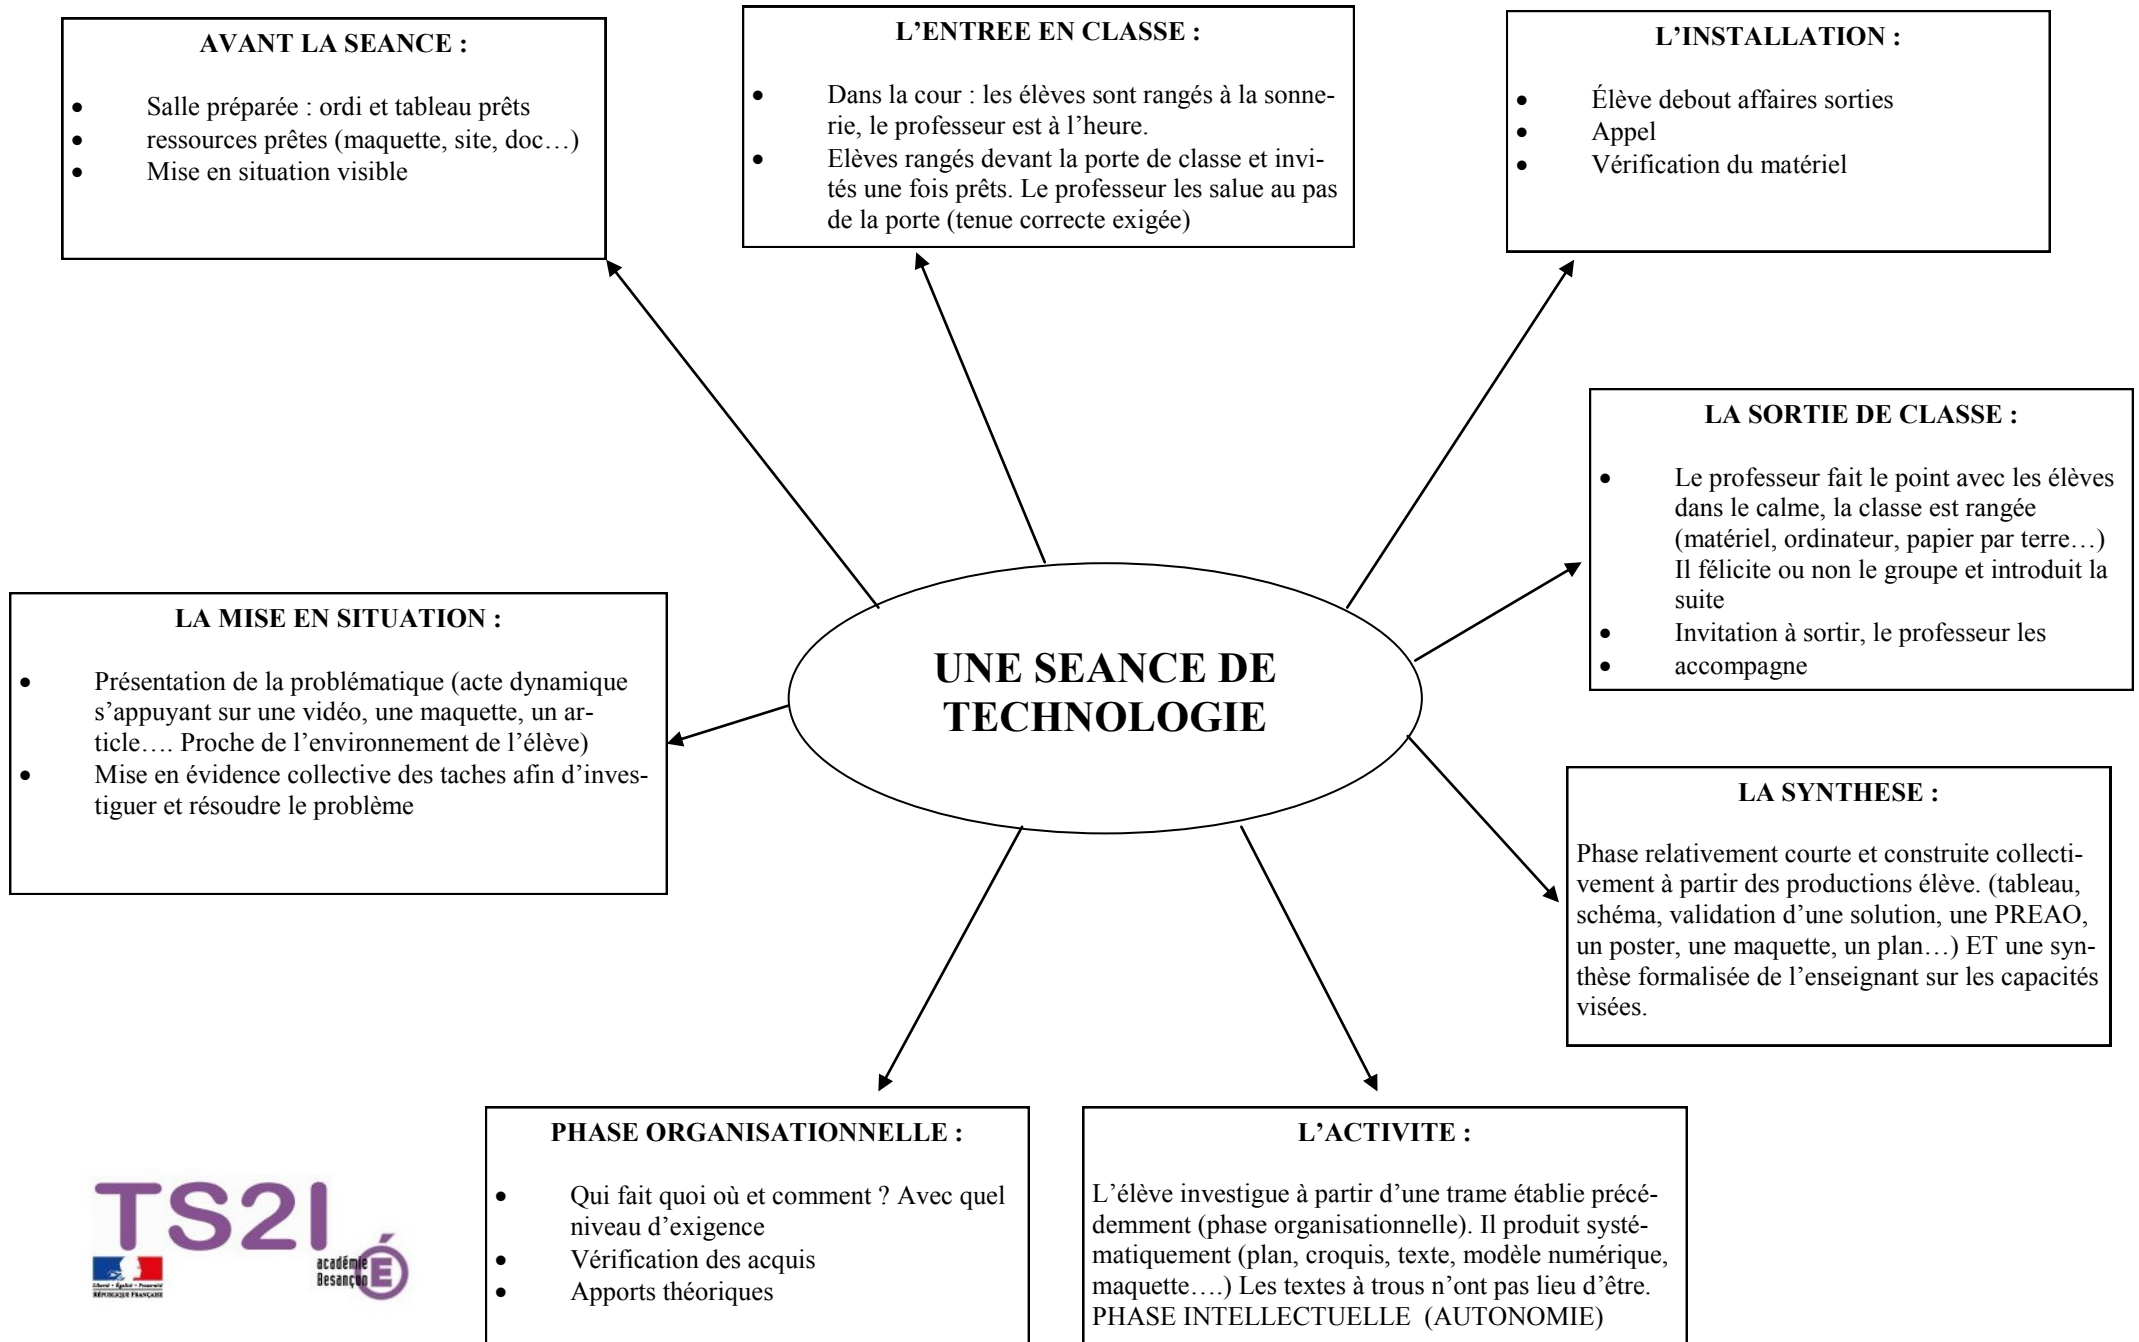 AVANT LA SEANCE :
• Salle préparée : ordi et tableau prêts
• ressources prêtes (maquette, site, doc…)
• Mise en situation visible
L’ENTREE EN CLASSE :
• Dans la cour : les élèves sont rangés à la sonne-
rie, le professeur est à l’heure.
• Elèves rangés devant la porte de classe et invi-
tés une fois prêts. Le professeur les salue au pas
de la porte (tenue correcte exigée)
L’INSTALLATION :
• Élève debout affaires sorties
• Appel
• Vérification du matériel
LA SORTIE DE CLASSE :
• Le professeur fait le point avec les élèves
dans le calme, la classe est rangée
(matériel, ordinateur, papier par terre…)
Il félicite ou non le groupe et introduit la
suite
• Invitation à sortir, le professeur les
• accompagne
LA MISE EN SITUATION :
• Présentation de la problématique (acte dynamique
s’appuyant sur une vidéo, une maquette, un ar-
ticle…. Proche de l’environnement de l’élève)
• Mise en évidence collective des taches afin d’inves-
tiguer et résoudre le problème
UNE SEANCE DE
TECHNOLOGIE
LA SYNTHESE :
Phase relativement courte et construite collecti-
vement à partir des productions élève. (tableau,
schéma, validation d’une solution, une PREAO,
un poster, une maquette, un plan…) ET une syn-
thèse formalisée de l’enseignant sur les capacités
visées.
PHASE ORGANISATIONNELLE :
• Qui fait quoi où et comment ? Avec quel
niveau d’exigence
• Vérification des acquis
• Apports théoriques
L’ACTIVITE :
L’élève investigue à partir d’une trame établie précé-
demment (phase organisationnelle). Il produit systé-
matiquement (plan, croquis, texte, modèle numérique,
maquette….) Les textes à trous n’ont pas lieu d’être.
PHASE INTELLECTUELLE (AUTONOMIE)
TS2I
académie
Besançon
É
Liberté • Égalité • Fraternité
RÉPUBLIQUE FRANÇAISE